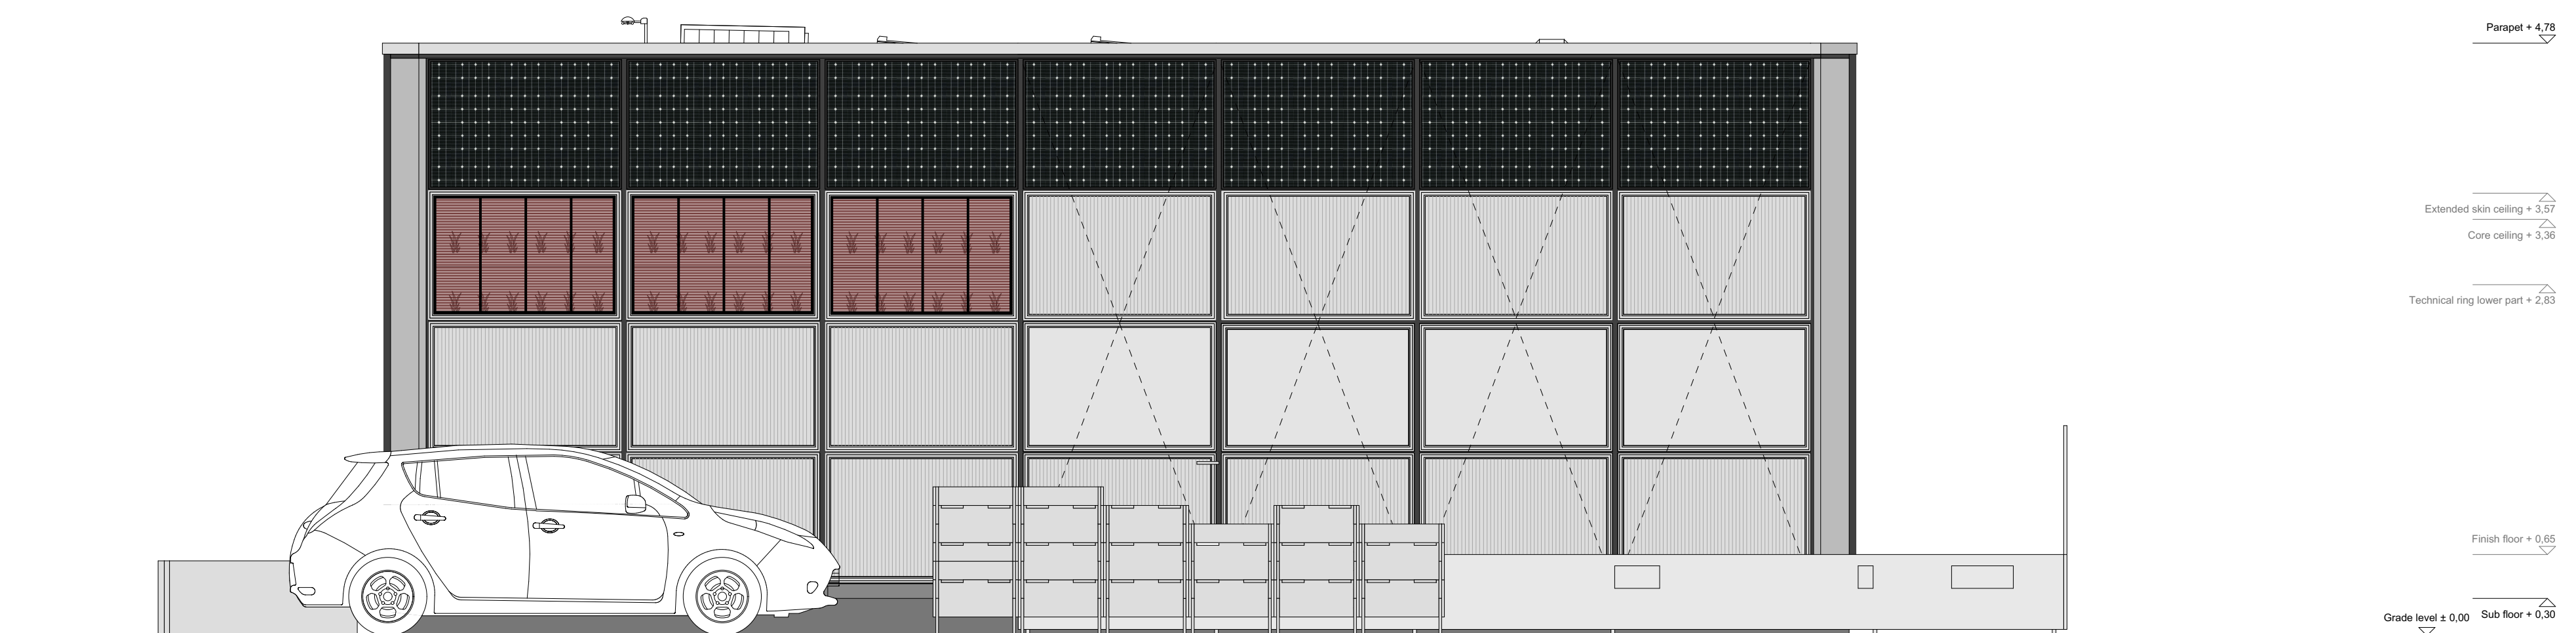 Parapet + 4,78
Extended skin ceiling + 3,57
Core ceiling + 3,36
Technical ring lower part + 2,83
Finish floor + 0,65
Sub floor + 0,30
Grade level ± 0,00